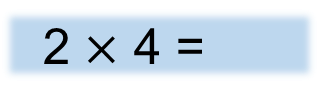 2 × 4 =